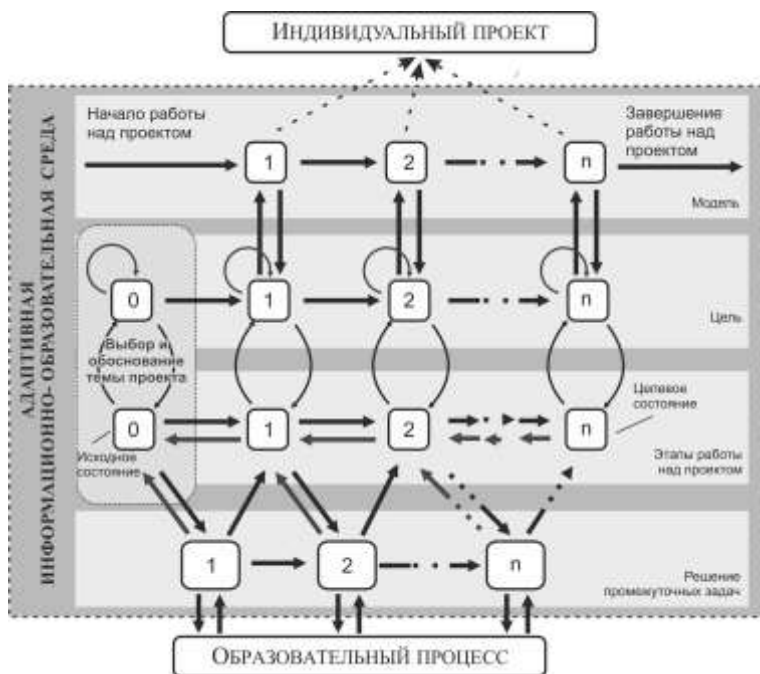 ИНДИВИДУАЛЬНЫЙ ПРОЕКТ
АДАПТИВНАЯ
ИНФОРМАЦИОННО- ОБРАЗОВАТЕЛЬНАЯ СРЕДА
Начало работы
над проектом
Завершение
работы над
проектом
1
2
n
Модель
0
1
2
n
Цель
Выбор и
обоснование
темы проекта
Целевое
состояние
0
1
2
n
Исходное
состояние
Этапы работы
над проектом
1
2
n
Решение
промежуточных задач
ОБРАЗОВАТЕЛЬНЫЙ ПРОЦЕСС